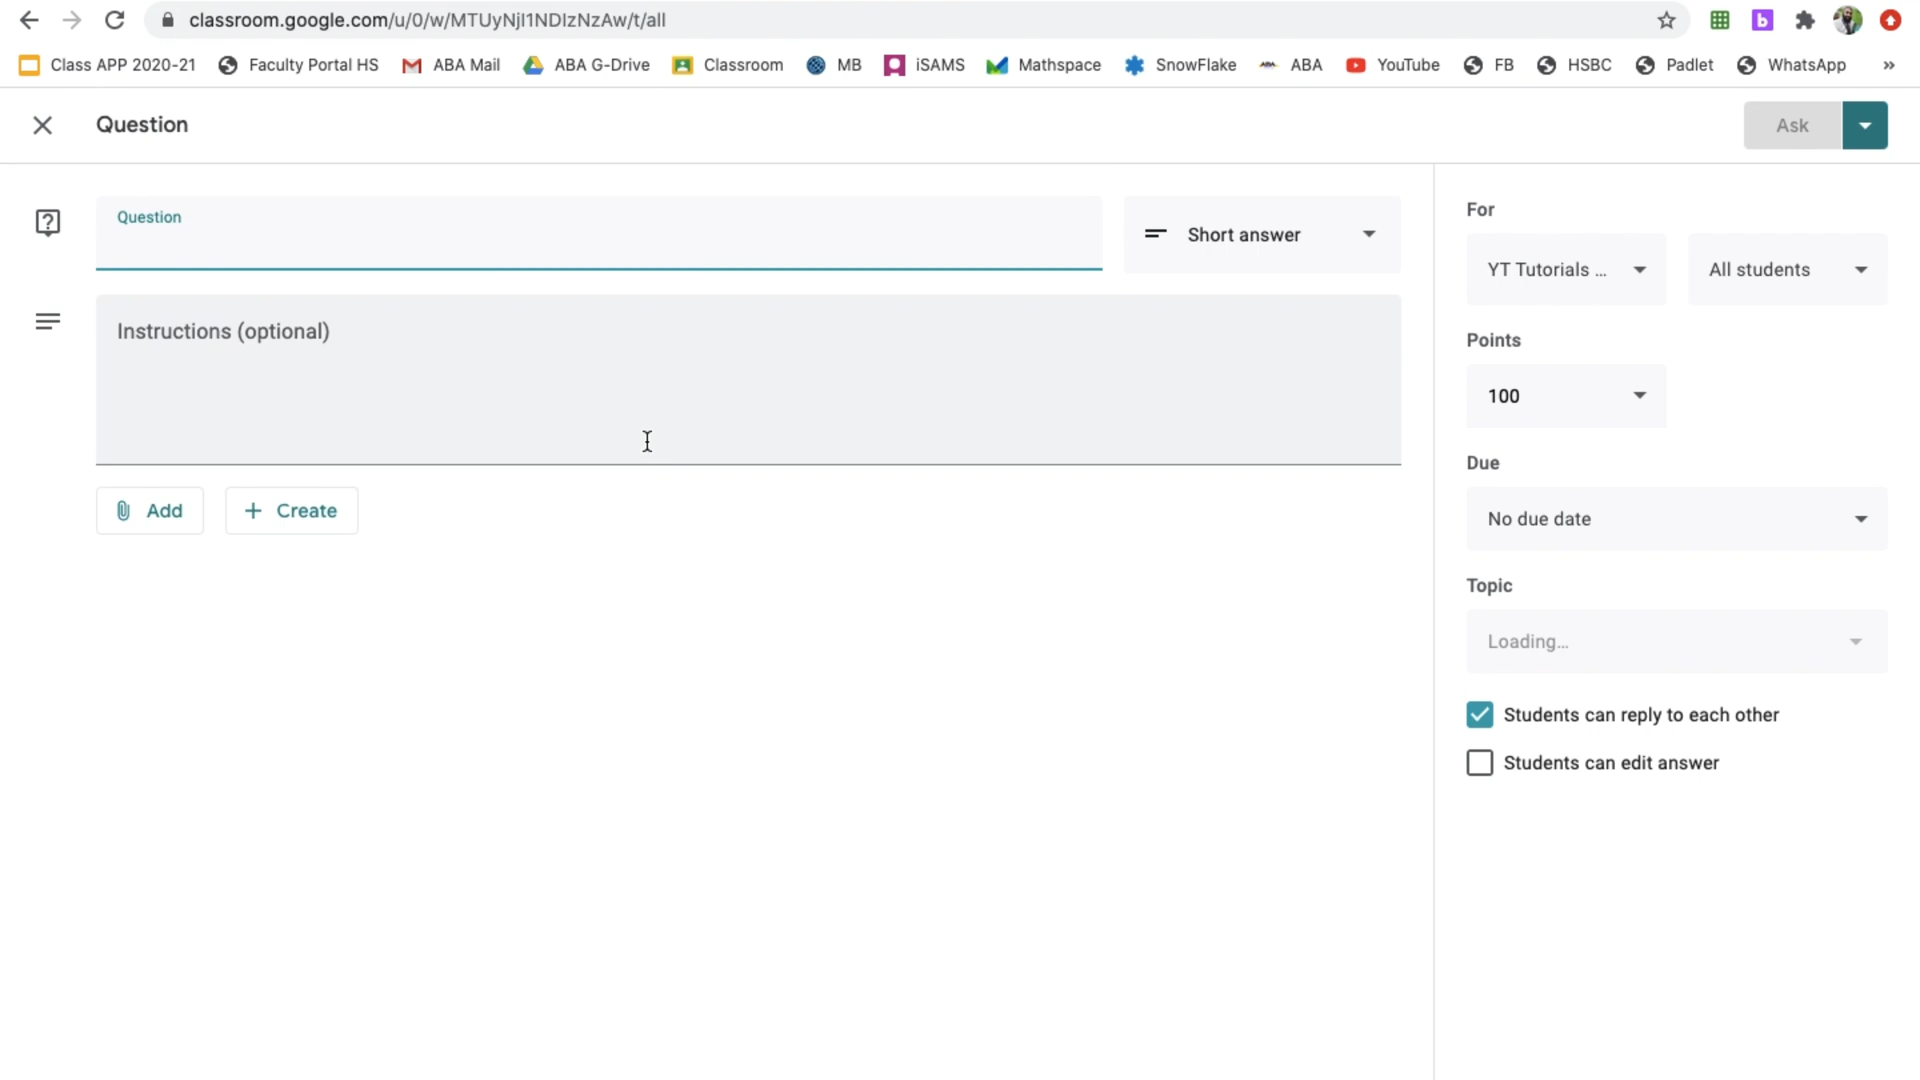 classroom.google.com/u/0/w/MTUyNjI1NDIzNzAw/t/all
Class APP 2020-21 Faculty Portal HS ABA Mail ABA G-Drive Classroom MB iSAMS Mathspace SnowFlake ABA YouTube FB HSBC Padlet WhatsApp »
Question
Ask
Question
Short answer
Instructions (optional)
Add
Create
For
YT Tutorials ...
All students
Points
100
Due
No due date
Topic
Loading...
Students can reply to each other
Students can edit answer